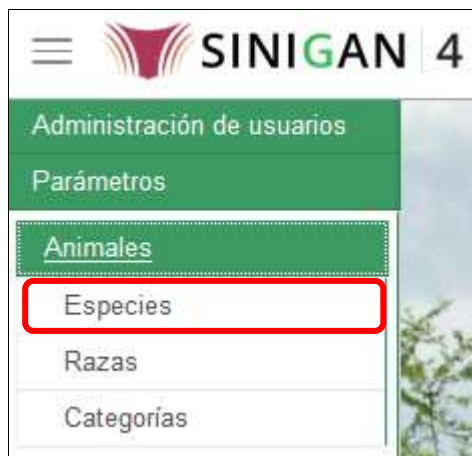 SINIGAN 4
Administración de usuarios
Parámetros
Animales
Especies
Razas
Categorías